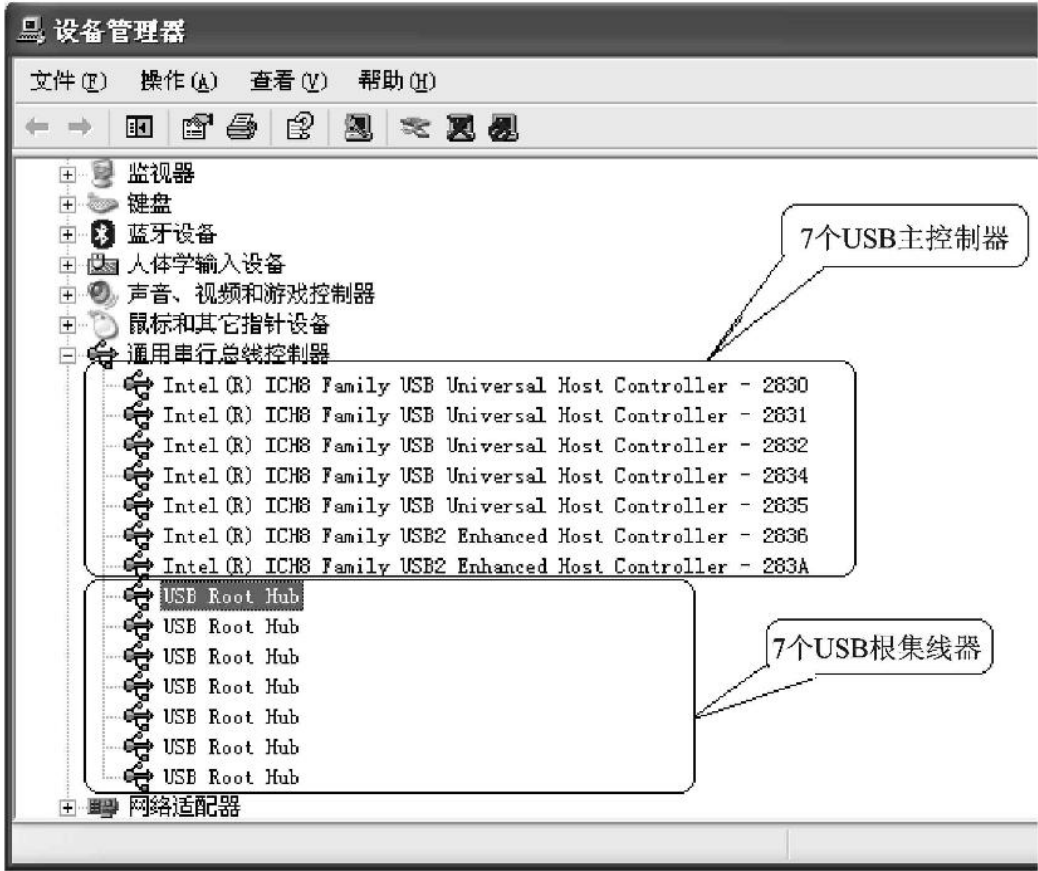 设备管理器
文件(F) 操作(A) 查看(V) 帮助(H)
监视器
键盘
蓝牙设备
人体学输入设备
声音、视频和游戏控制器
鼠标和其它指针设备
通用串行总线控制器
7个USB主控制器
Intel(R) ICH8 Family USB Universal Host Controller - 2830
Intel(R) ICH8 Family USB Universal Host Controller - 2831
Intel(R) ICH8 Family USB Universal Host Controller - 2832
Intel(R) ICH8 Family USB Universal Host Controller - 2834
Intel(R) ICH8 Family USB Universal Host Controller - 2835
Intel(R) ICH8 Family USB2 Enhanced Host Controller - 2836
Intel(R) ICH8 Family USB2 Enhanced Host Controller - 283A
USB Root Hub
USB Root Hub
USB Root Hub
USB Root Hub
USB Root Hub
USB Root Hub
USB Root Hub
7个USB根集线器
网络适配器